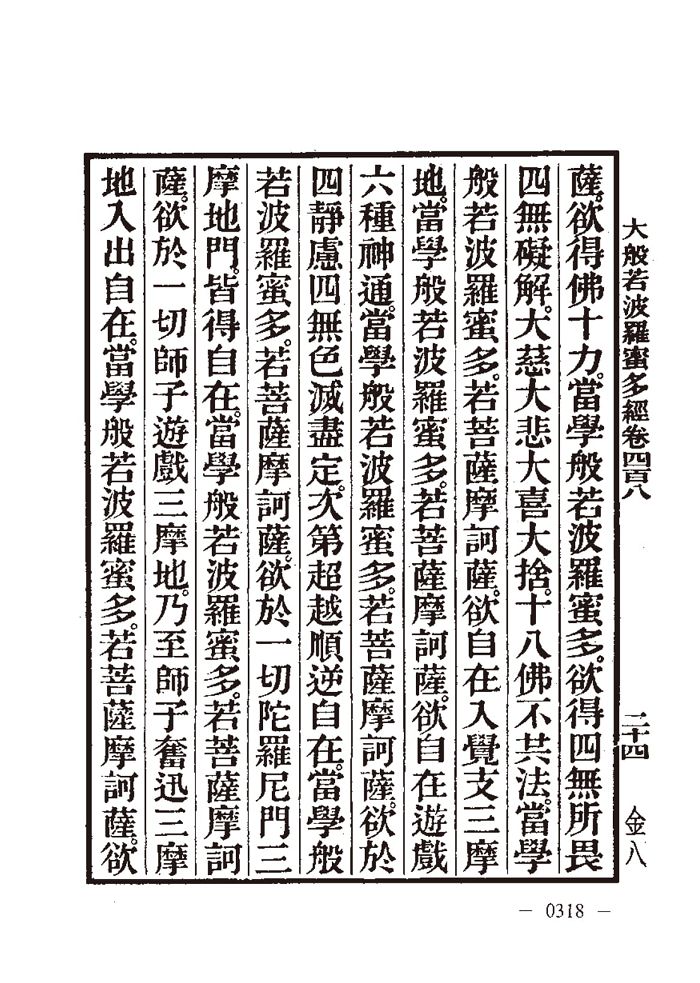 大般若波羅蜜多經卷四百八 二十四 金八
薩。欲得佛十力。當學般若波羅蜜多。欲得四無所畏
四無礙解。大慈大悲大喜大捨。十八佛不共法。當學
般若波羅蜜多。若菩薩摩訶薩。欲自在入覺支三摩
地。當學般若波羅蜜多。若菩薩摩訶薩。欲自在遊戲
六種神通。當學般若波羅蜜多。若菩薩摩訶薩。欲於
四靜慮四無色滅盡定。次第超越順逆自在。當學般
若波羅蜜多。若菩薩摩訶薩。欲於一切陀羅尼門三
摩地門。皆得自在。當學般若波羅蜜多。若菩薩摩訶
薩。欲於一切師子遊戲三摩地。乃至師子奮迅三摩
地入出自在。當學般若波羅蜜多。若菩薩摩訶薩。欲
— 0318 —